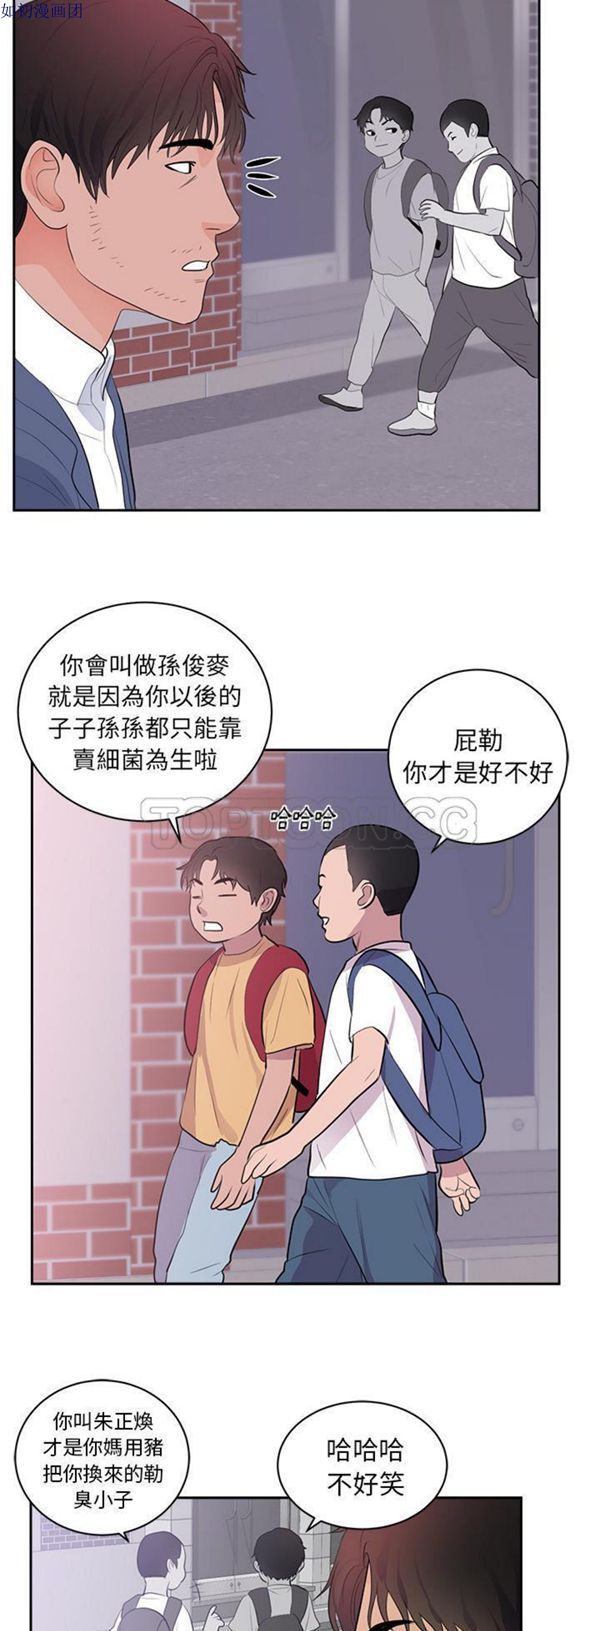 如初漫画团
你會叫做孫俊麥
就是因為你以後的
子子孫孫都只能靠
賣細菌為生啦
屁勒
你才是好不好
哈哈哈
TOPTOON.CC
你叫朱正煥
才是你媽用豬
把你換來的勒
臭小子
哈哈哈
不好笑